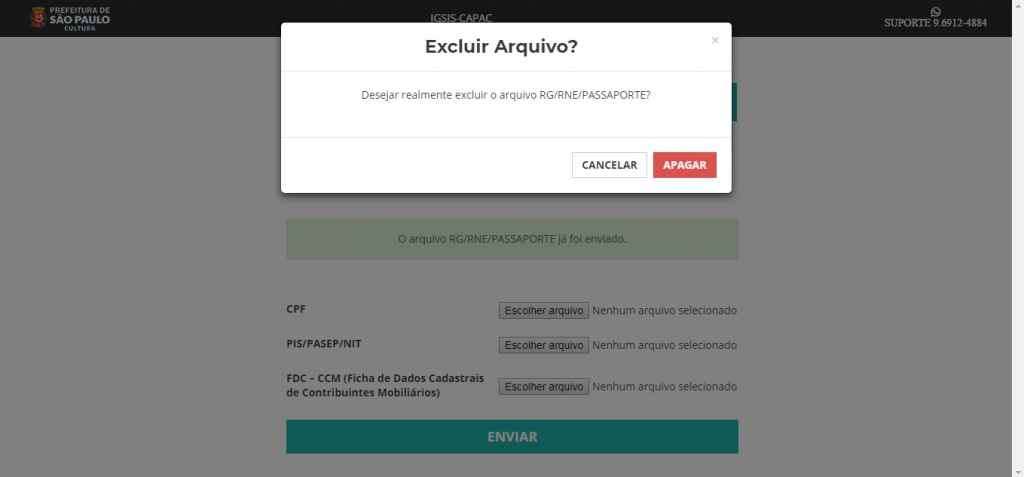 PREFEITURA DE
SÃO PAULO
CULTURA
IGSIS-CAPAC
SUPORTE 9.6912-4884
Excluir Arquivo?
×
Desejar realmente excluir o arquivo RG/RNE/PASSAPORTE?
CANCELAR
APAGAR
O arquivo RG/RNE/PASSAPORTE já foi enviado.
CPF
Escolher arquivo Nenhum arquivo selecionado
PIS/PASEP/NIT
Escolher arquivo Nenhum arquivo selecionado
FDC – CCM (Ficha de Dados Cadastrais
de Contribuintes Mobiliários)
Escolher arquivo Nenhum arquivo selecionado
ENVIAR